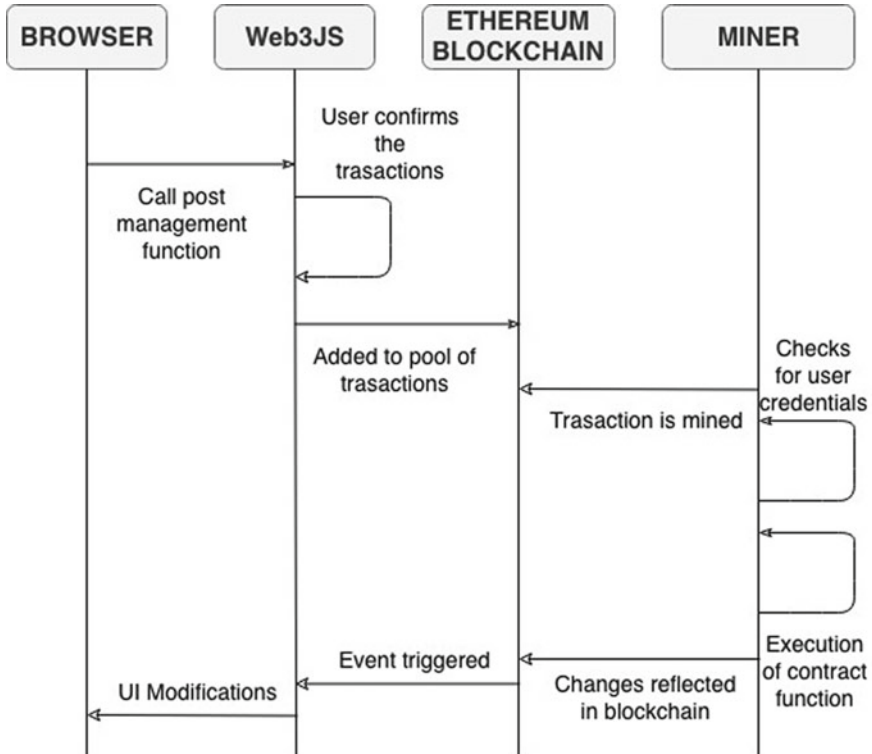 BROWSER
Web3JS
ETHEREUM
BLOCKCHAIN
MINER
User confirms
the
trasactions
Call post
management
function
Added to pool of
trasactions
Checks
for user
credentials
Trasaction is mined
Execution
of contract
function
Changes reflected
in blockchain
Event triggered
UI Modifications